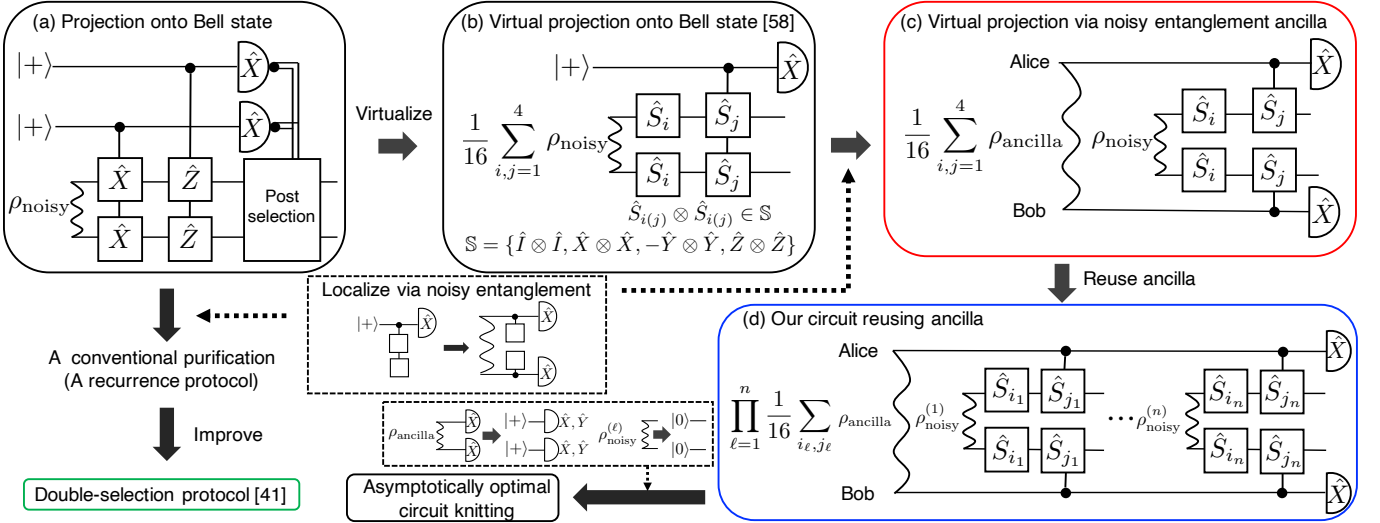 (a) Projection onto Bell state
|+⟩
X̂
|+⟩
X̂
X̂ Ẑ
ρ_noisy
X̂ Ẑ
Post
selection
Virtualize
(b) Virtual projection onto Bell state [58]
|+⟩
X̂
1/16 ∑_{i,j=1}^{4} ρ_noisy
Ŝ_i Ŝ_j
Ŝ_i Ŝ_j
Ŝ_{i(j)} ⊗ Ŝ_{i(j)} ∈ 𝕊
𝕊 = {Î ⊗ Î, X̂ ⊗ X̂, −Ŷ ⊗ Ŷ, Ẑ ⊗ Ẑ}
(c) Virtual projection via noisy entanglement ancilla
Alice
X̂
1/16 ∑_{i,j=1}^{4} ρ_ancilla
ρ_noisy
Ŝ_i Ŝ_j
Ŝ_i Ŝ_j
Bob
X̂
Reuse ancilla
Localize via noisy entanglement
|+⟩
X̂
X̂
X̂
A conventional purification
(A recurrence protocol)
Improve
Double-selection protocol [41]
ρ_ancilla
X̂
X̂
|+⟩ X̂, Ŷ
|+⟩ X̂, Ŷ
ρ_noisy^{(ℓ)}
|0⟩
|0⟩
Asymptotically optimal
circuit knitting
(d) Our circuit reusing ancilla
Alice
X̂
∏_{ℓ=1}^{n} 1/16 ∑_{i_ℓ,j_ℓ} ρ_ancilla
ρ_noisy^{(1)}
Ŝ_{i_1} Ŝ_{j_1}
Ŝ_{i_1} Ŝ_{j_1}
⋯
ρ_noisy^{(n)}
Ŝ_{i_n} Ŝ_{j_n}
Ŝ_{i_n} Ŝ_{j_n}
Bob
X̂